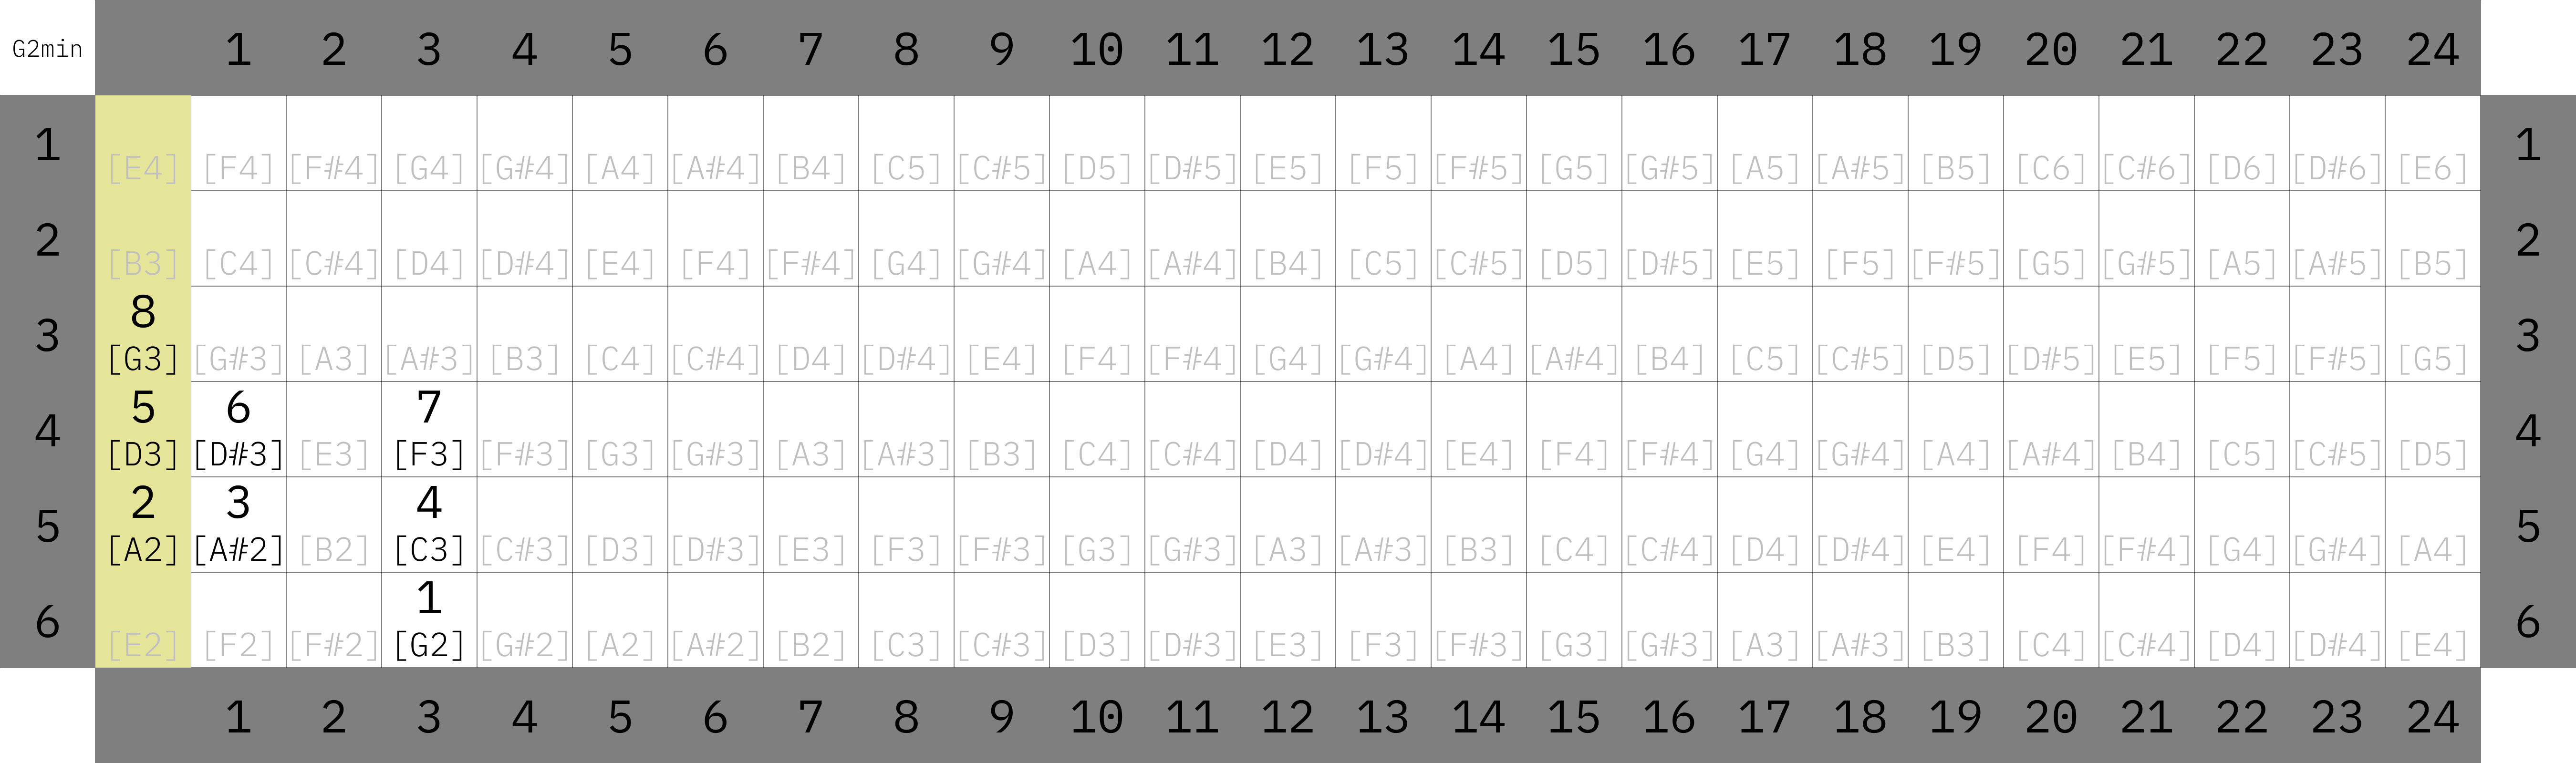 G2min 1 2 3 4 5 6 7 8 9 10 11 12 13 14 15 16 17 18 19 20 21 22 23 24
1 [E4] [F4] [F#4] [G4] [G#4] [A4] [A#4] [B4] [C5] [C#5] [D5] [D#5] [E5] [F5] [F#5] [G5] [G#5] [A5] [A#5] [B5] [C6] [C#6] [D6] [D#6] [E6] 1
2 [B3] [C4] [C#4] [D4] [D#4] [E4] [F4] [F#4] [G4] [G#4] [A4] [A#4] [B4] [C5] [C#5] [D5] [D#5] [E5] [F5] [F#5] [G5] [G#5] [A5] [A#5] [B5] 2
8
3 [G3] [G#3] [A3] [A#3] [B3] [C4] [C#4] [D4] [D#4] [E4] [F4] [F#4] [G4] [G#4] [A4] [A#4] [B4] [C5] [C#5] [D5] [D#5] [E5] [F5] [F#5] [G5] 3
5 6 7
4 [D3] [D#3] [E3] [F3] [F#3] [G3] [G#3] [A3] [A#3] [B3] [C4] [C#4] [D4] [D#4] [E4] [F4] [F#4] [G4] [G#4] [A4] [A#4] [B4] [C5] [C#5] [D5] 4
2 3 4
5 [A2] [A#2] [B2] [C3] [C#3] [D3] [D#3] [E3] [F3] [F#3] [G3] [G#3] [A3] [A#3] [B3] [C4] [C#4] [D4] [D#4] [E4] [F4] [F#4] [G4] [G#4] [A4] 5
1
6 [E2] [F2] [F#2] [G2] [G#2] [A2] [A#2] [B2] [C3] [C#3] [D3] [D#3] [E3] [F3] [F#3] [G3] [G#3] [A3] [A#3] [B3] [C4] [C#4] [D4] [D#4] [E4] 6
1 2 3 4 5 6 7 8 9 10 11 12 13 14 15 16 17 18 19 20 21 22 23 24